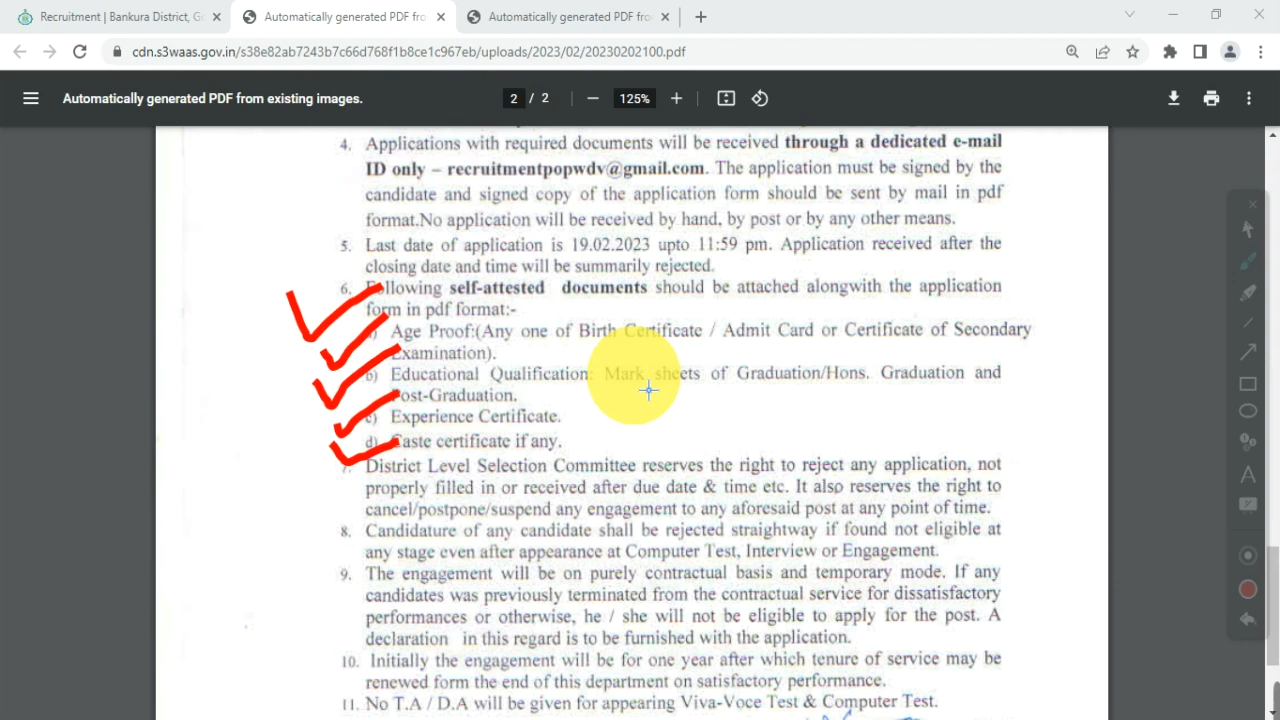 Recruitment | Bankura District, G
Automatically generated PDF fro
Automatically generated PDF fro
cdn.s3waas.gov.in/s38e82ab7243b7c66d768f1b8ce1c967eb/uploads/2023/02/20230202100.pdf
Automatically generated PDF from existing images.
2 / 2
125%
4. Applications with required documents will be received through a dedicated e-mail
ID only – recruitmentpopwdv@gmail.com. The application must be signed by the
candidate and signed copy of the application form should be sent by mail in pdf
format.No application will be received by hand, by post or by any other means.
5. Last date of application is 19.02.2023 upto 11:59 pm. Application received after the
closing date and time will be summarily rejected.
6. Following self-attested documents should be attached alongwith the application
form in pdf format:-
a) Age Proof:(Any one of Birth Certificate / Admit Card or Certificate of Secondary
Examination).
b) Educational Qualification: Mark sheets of Graduation/Hons. Graduation and
Post-Graduation.
c) Experience Certificate.
d) Caste certificate if any.
7. District Level Selection Committee reserves the right to reject any application, not
properly filled in or received after due date & time etc. It also reserves the right to
cancel/postpone/suspend any engagement to any aforesaid post at any point of time.
8. Candidature of any candidate shall be rejected straightway if found not eligible at
any stage even after appearance at Computer Test, Interview or Engagement.
9. The engagement will be on purely contractual basis and temporary mode. If any
candidates was previously terminated from the contractual service for dissatisfactory
performances or otherwise, he / she will not be eligible to apply for the post. A
declaration in this regard is to be furnished with the application.
10. Initially the engagement will be for one year after which tenure of service may be
renewed form the end of this department on satisfactory performance.
11. No T.A / D.A will be given for appearing Viva-Voce Test & Computer Test.